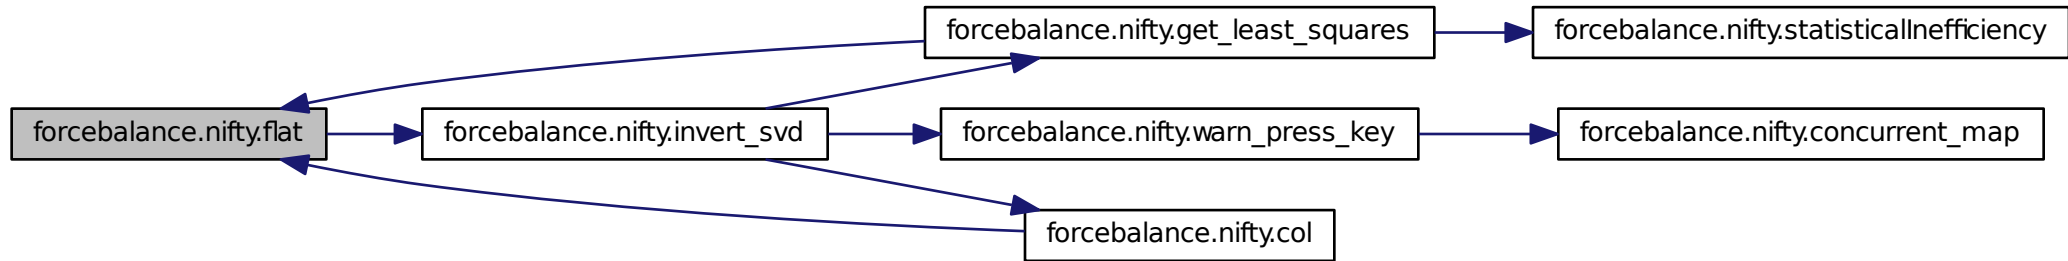 forcebalance.nifty.get_least_squares
forcebalance.nifty.statisticalInefficiency
forcebalance.nifty.flat
forcebalance.nifty.invert_svd
forcebalance.nifty.warn_press_key
forcebalance.nifty.concurrent_map
forcebalance.nifty.col